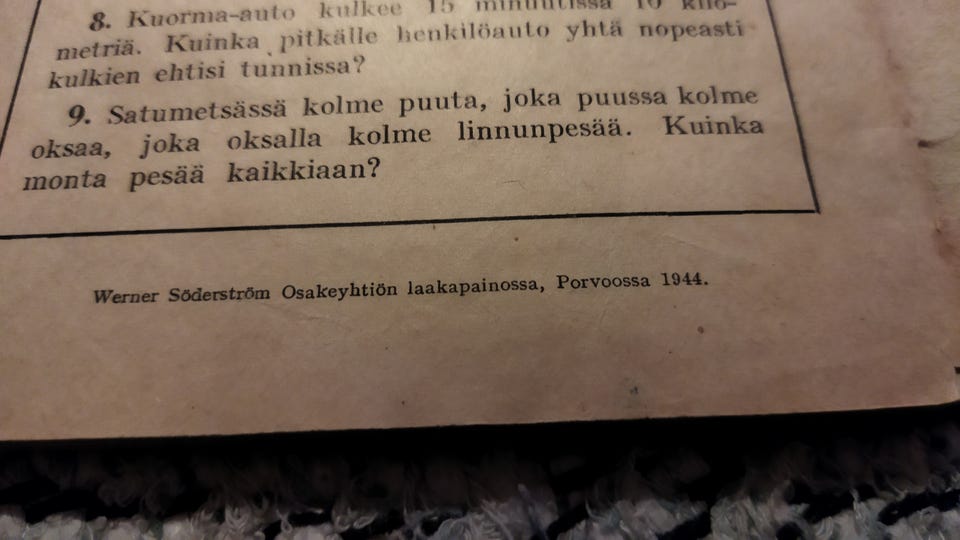 8. Kuorma-auto kulkee 15 minuutissa 10 kilo-
metriä. Kuinka pitkälle henkilöauto yhtä nopeasti
kulkien ehtisi tunnissa?
9. Satumetsässä kolme puuta, joka puussa kolme
oksaa, joka oksalla kolme linnunpesää. Kuinka
monta pesää kaikkiaan?
Werner Söderström Osakeyhtiön laakapainossa, Porvoossa 1944.